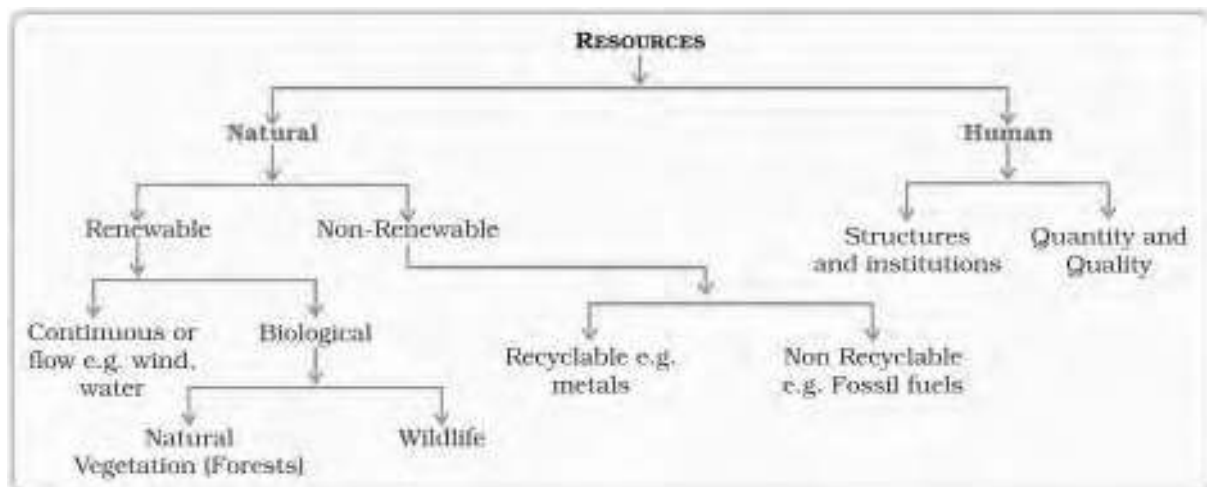 RESOURCES
Natural
Human
Renewable
Non-Renewable
Structures
and institutions
Quantity and
Quality
Continuous or
flow e.g. wind,
water
Biological
Recyclable e.g.
metals
Non Recyclable
e.g. Fossil fuels
Natural
Vegetation (Forests)
Wildlife